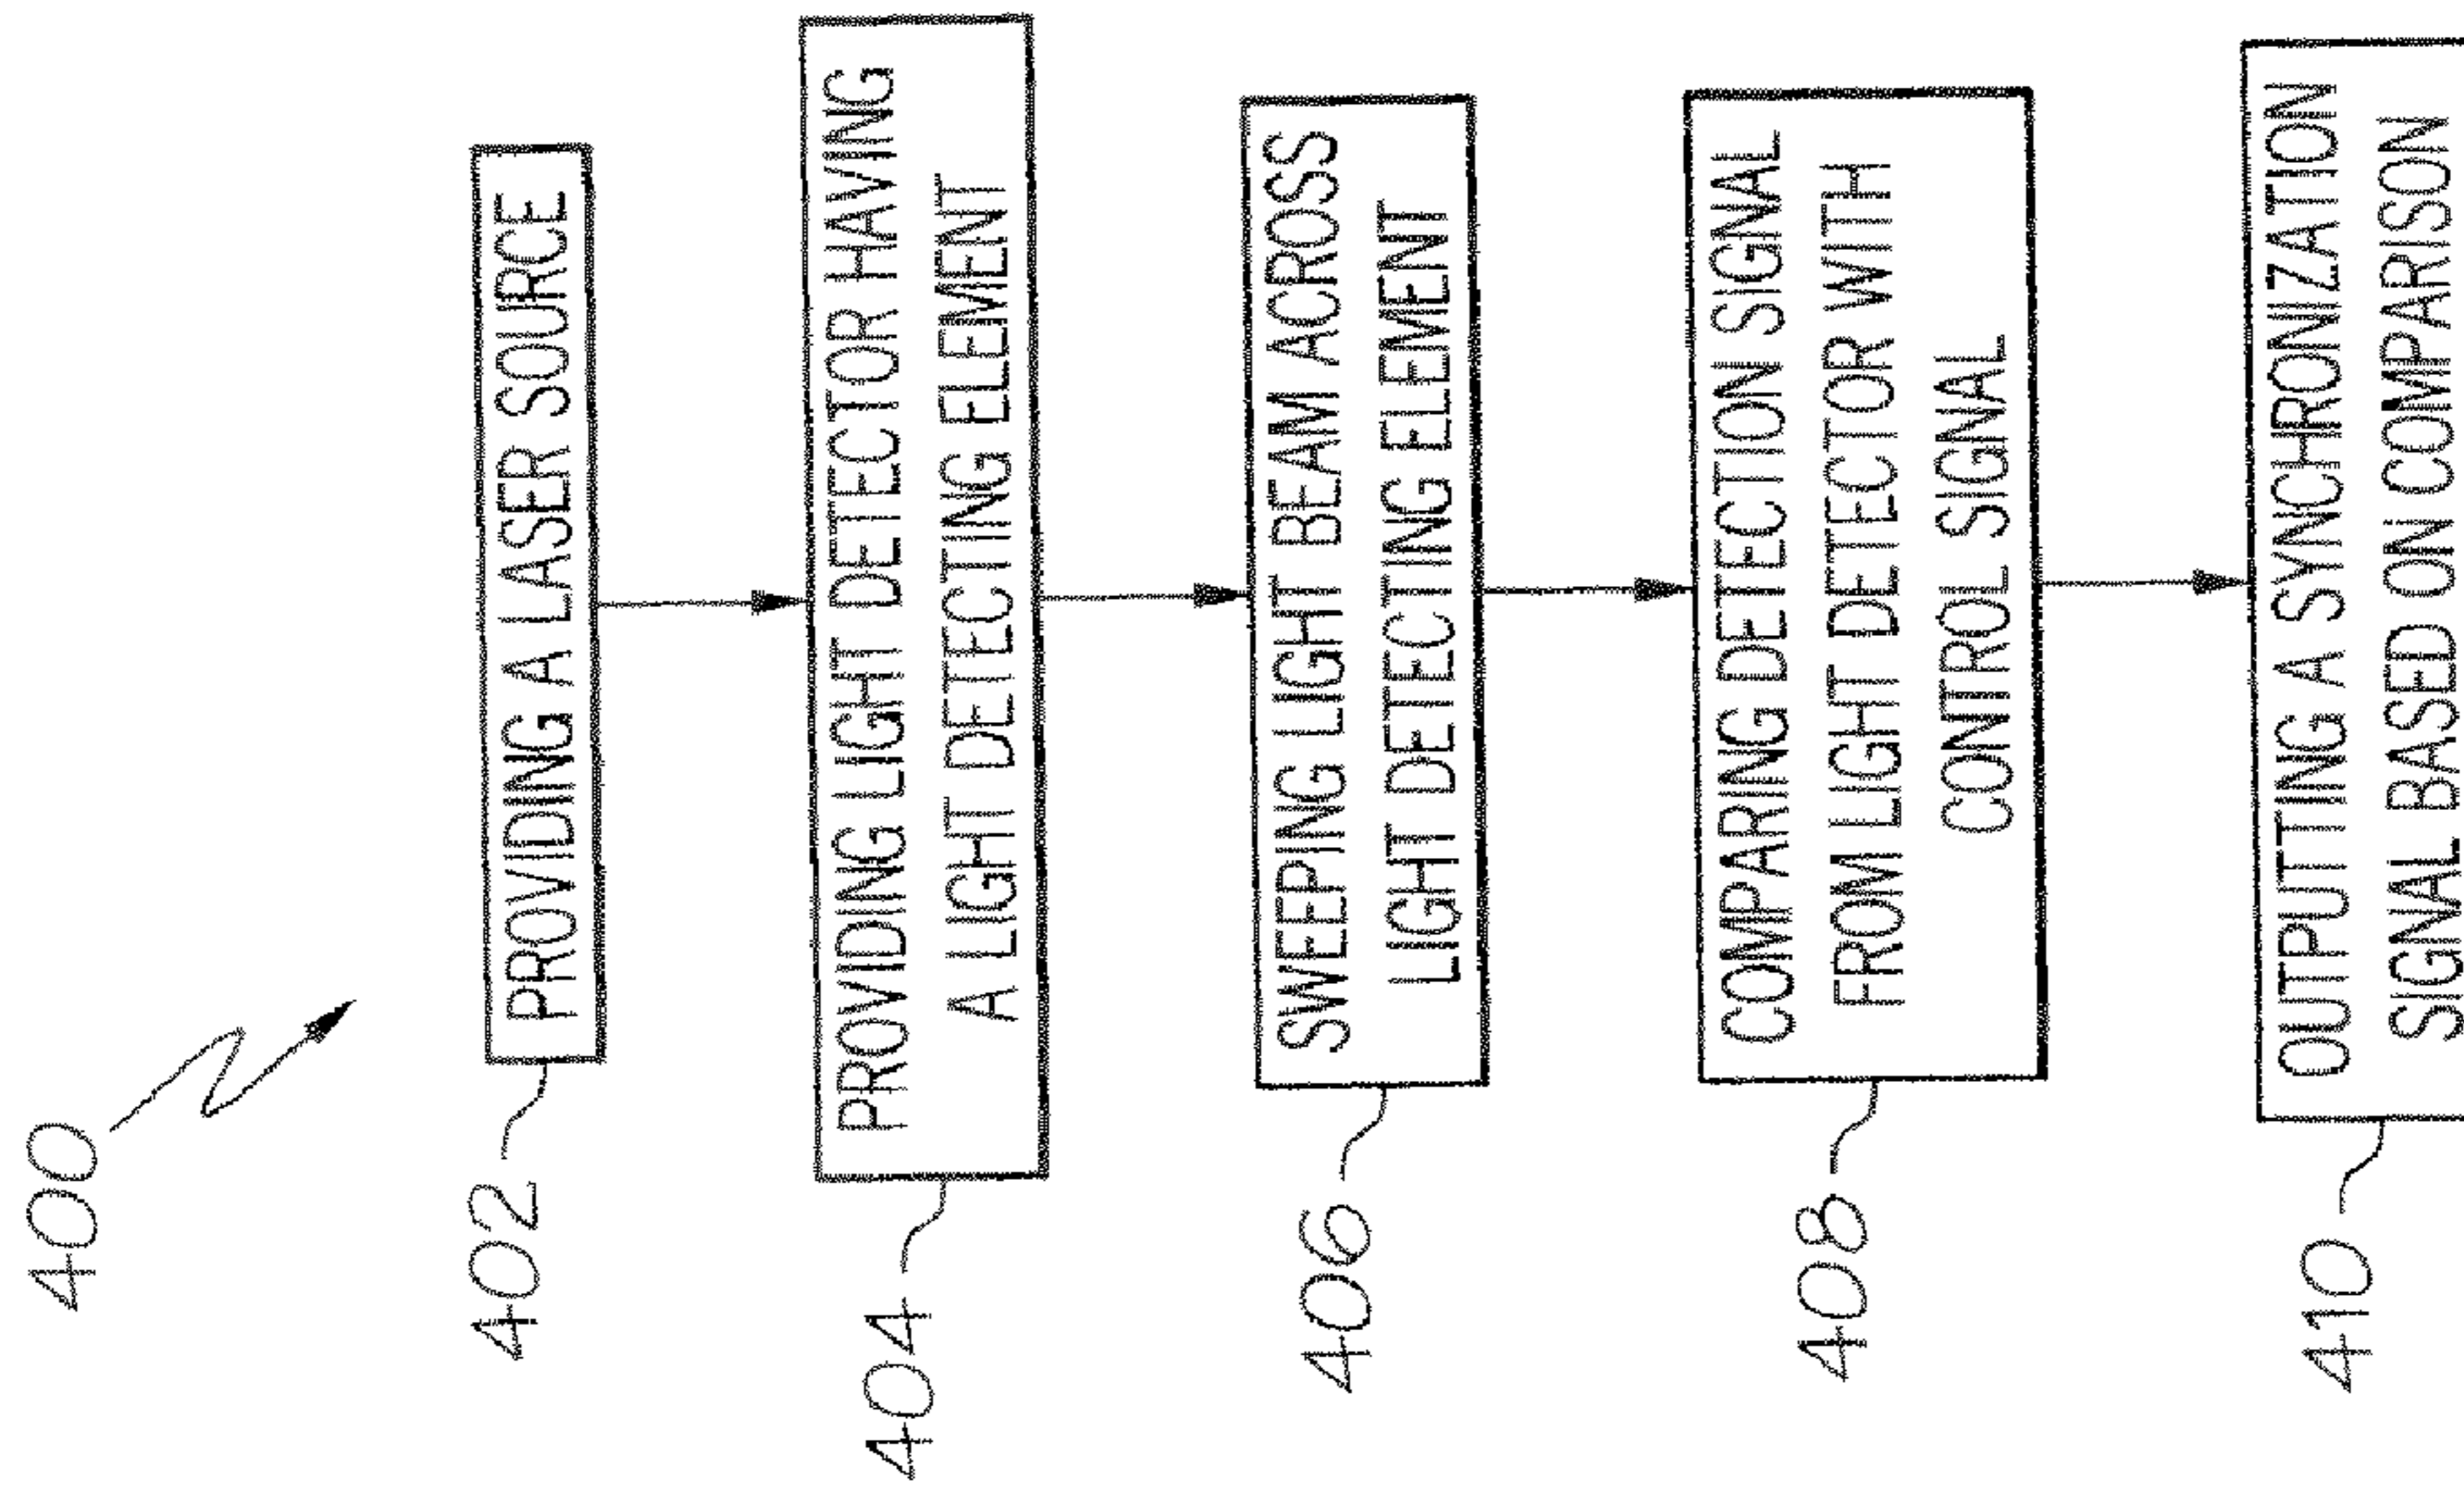 400
402
PROVIDING A LASER SOURCE
404
PROVIDING LIGHT DETECTOR HAVING
A LIGHT DETECTING ELEMENT
406
SWEEPING LIGHT BEAM ACROSS
LIGHT DETECTING ELEMENT
408
COMPARING DETECTION SIGNAL
FROM LIGHT DETECTOR WITH
CONTROL SIGNAL
410
OUTPUTTING A SYNCHRONIZATION
SIGNAL BASED ON COMPARISON